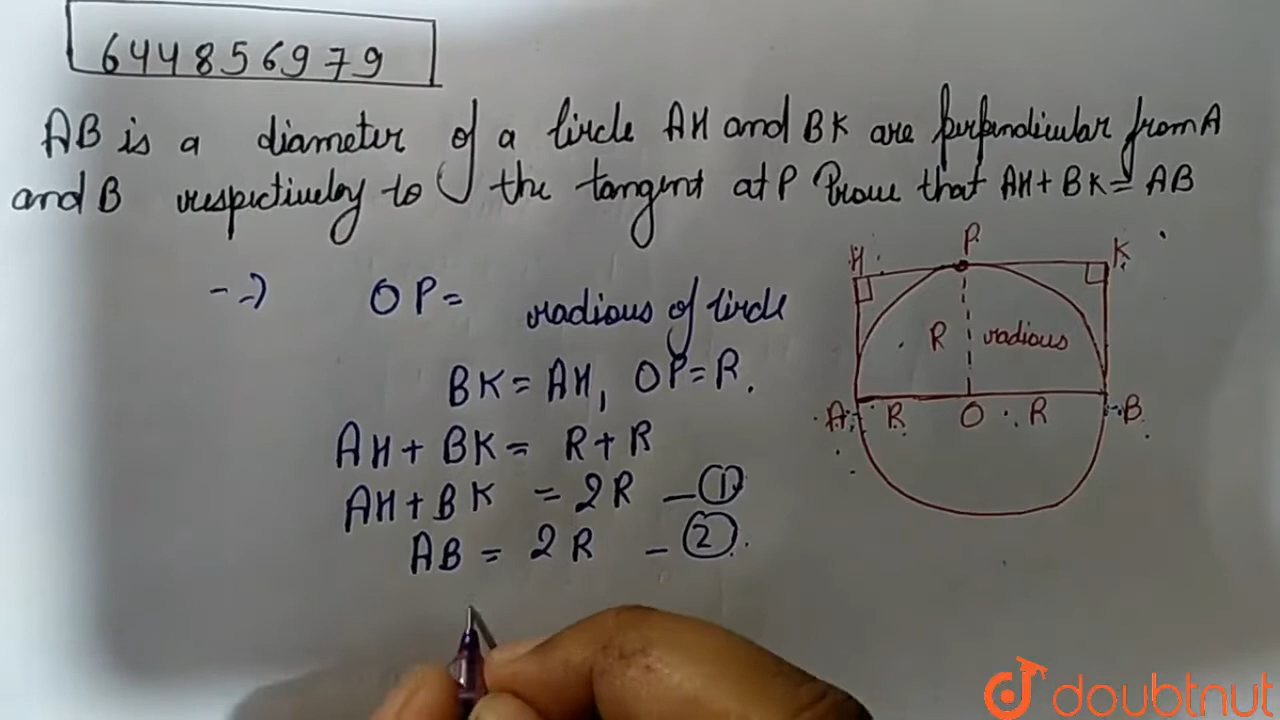 644856979
AB is a diameter of a circle AH and BK are perpendicular from A
and B respectively to the tangent at P Prove that AH + BK = AB
--) OP = radious of circle
BK = AH, OP = R.
AH + BK = R + R
AH + BK = 2R - ①
AB = 2R - ②.
H P K
R radious
A R O R B
doubtnut